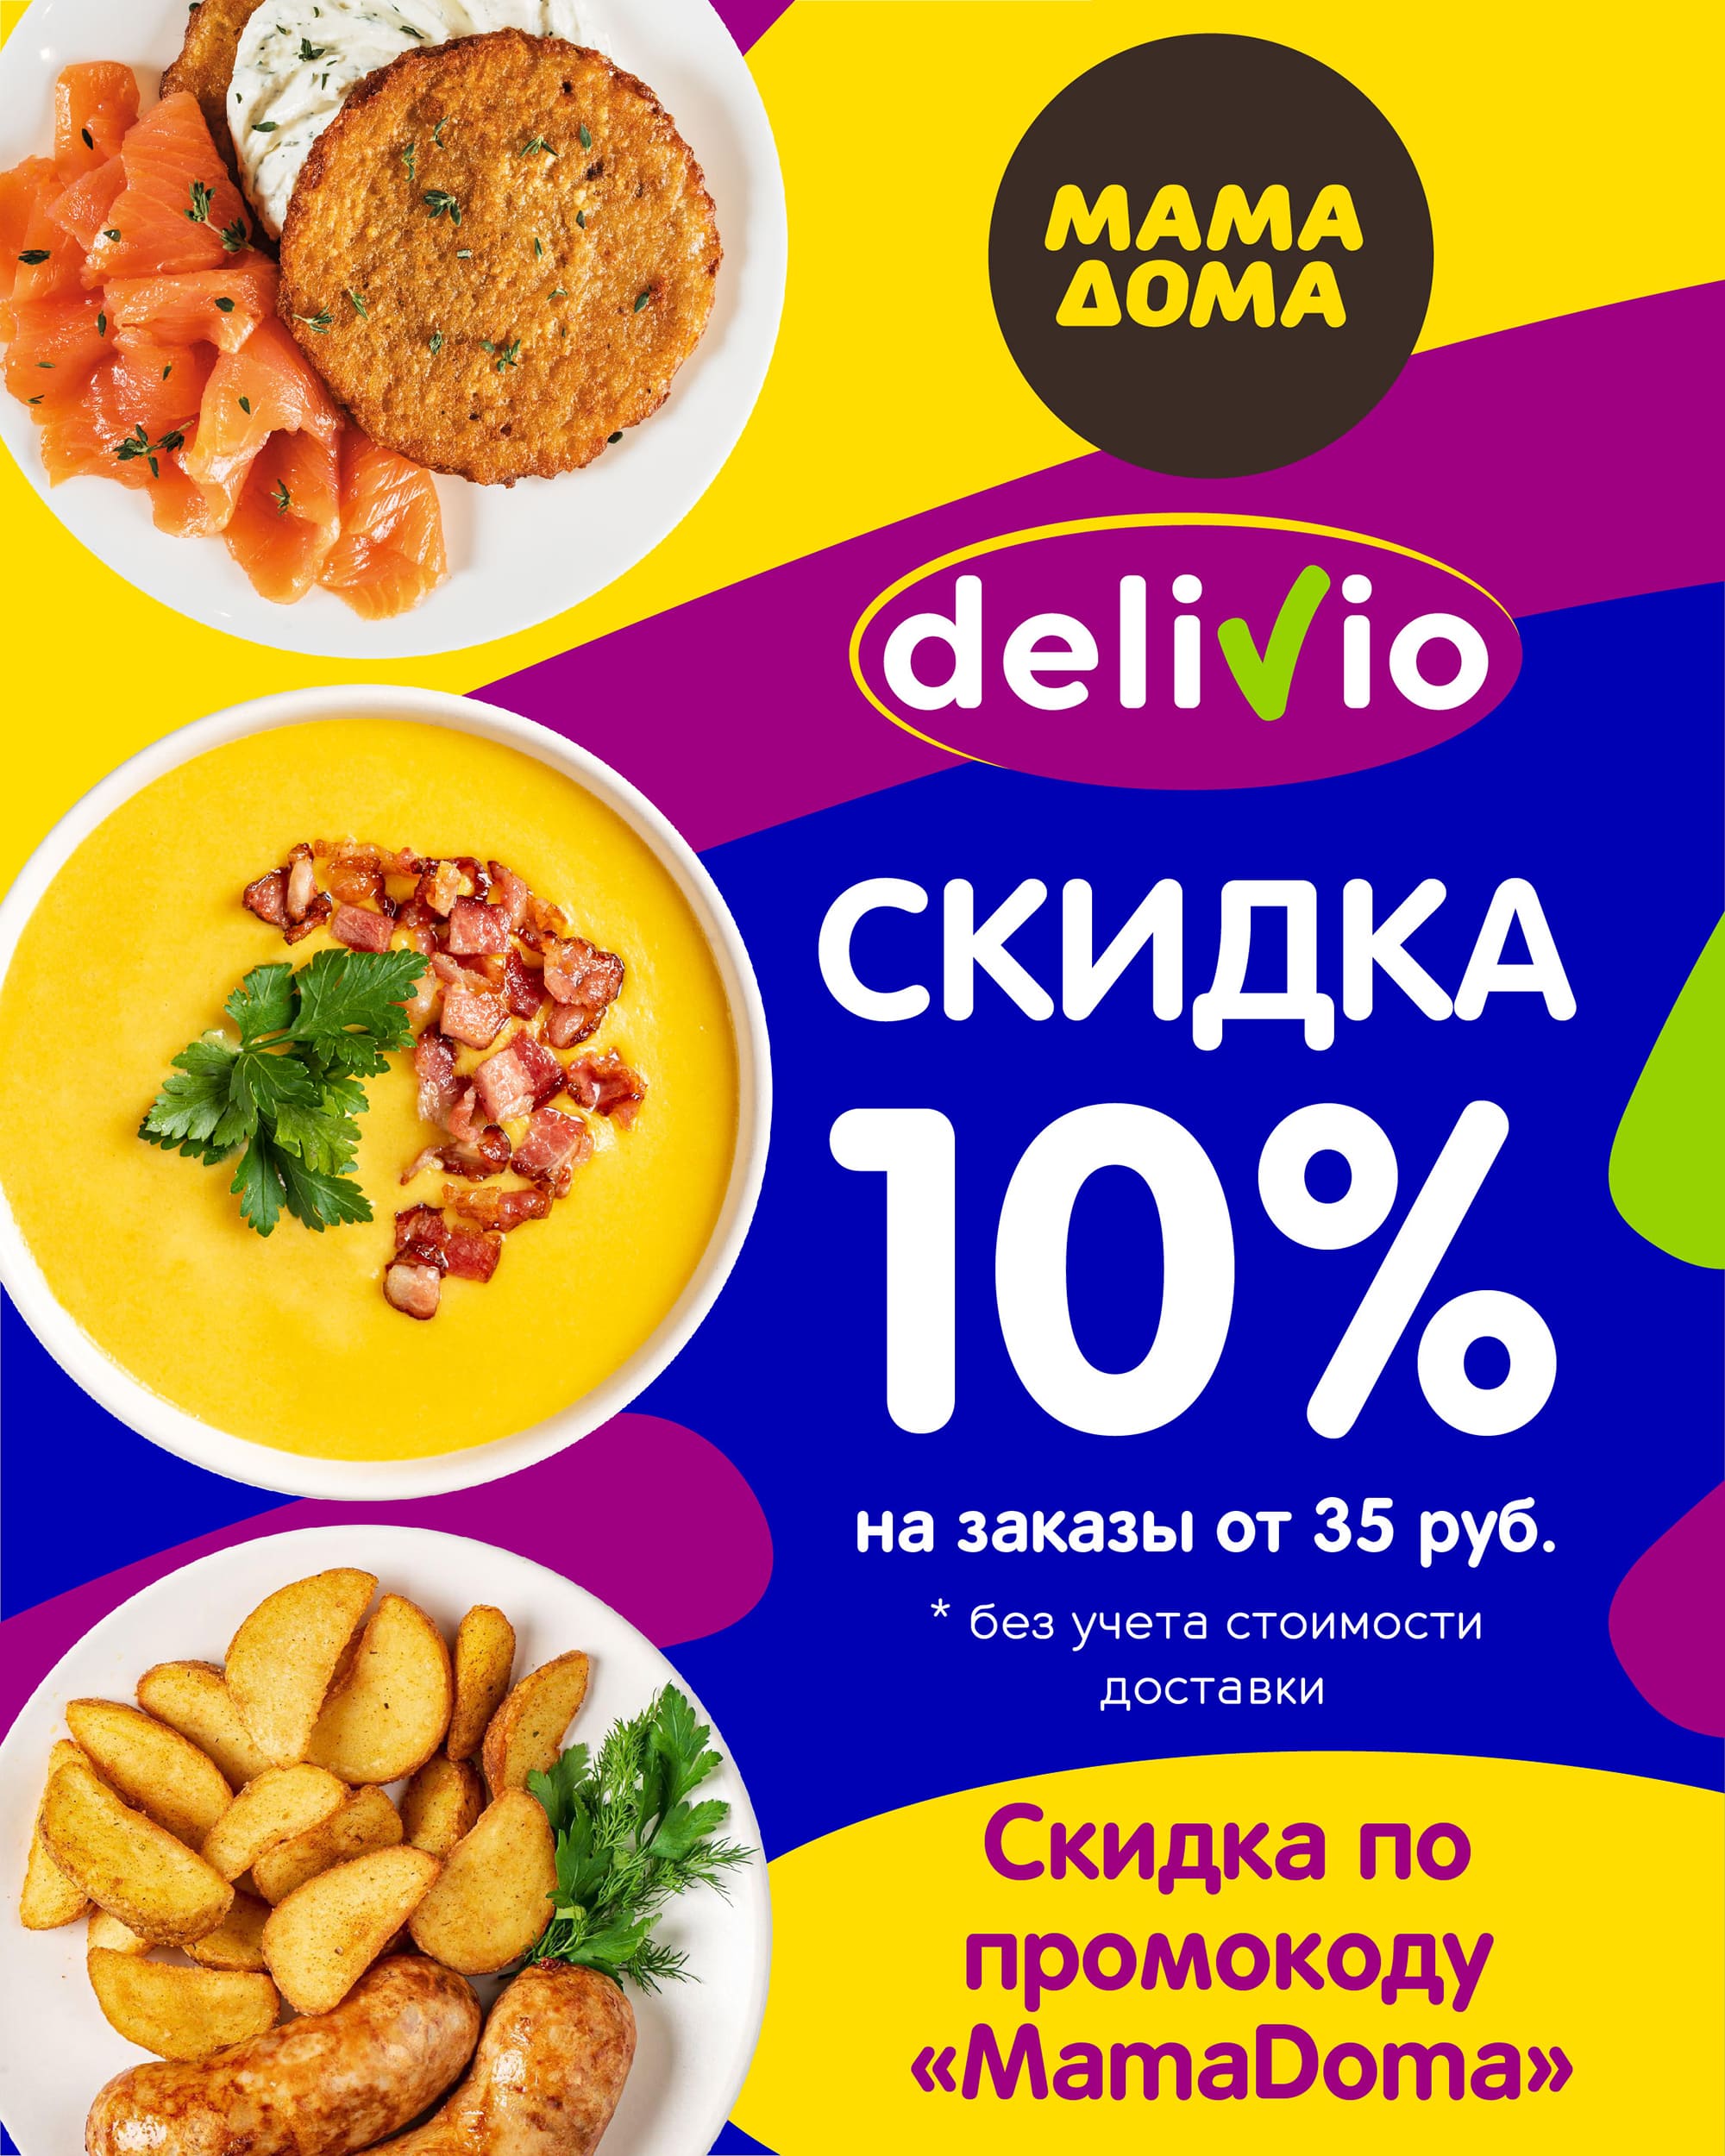 МАМА
ДОМА
delivio
СКИДКА
10%
на заказы от 35 руб.
* без учета стоимости
доставки
Скидка по
промокоду
«MamaDoma»